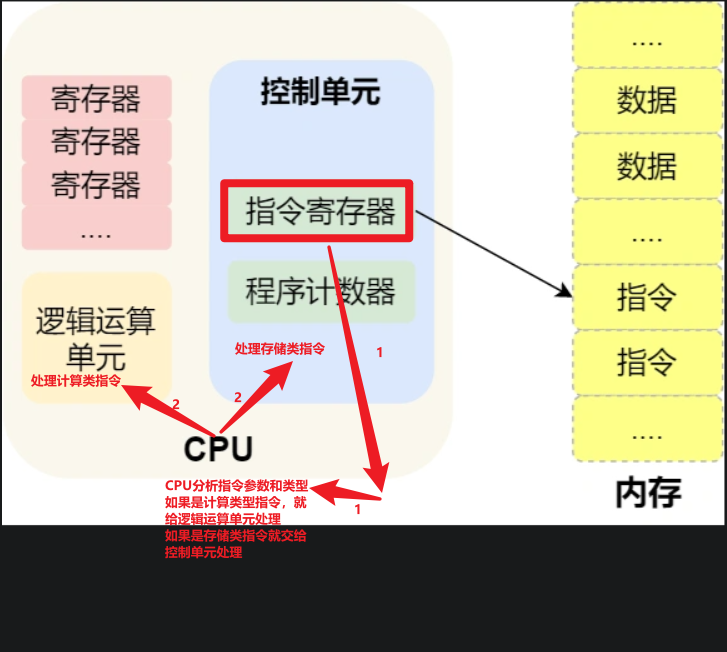 寄存器
寄存器
寄存器
....
逻辑运算
单元
处理计算类指令
控制单元
指令寄存器
程序计数器
处理存储类指令
1
2
2
CPU
CPU分析指令参数和类型
如果是计算类型指令，就
给逻辑运算单元处理
如果是存储类指令就交给
控制单元处理
1
....
数据
数据
....
指令
指令
....
内存